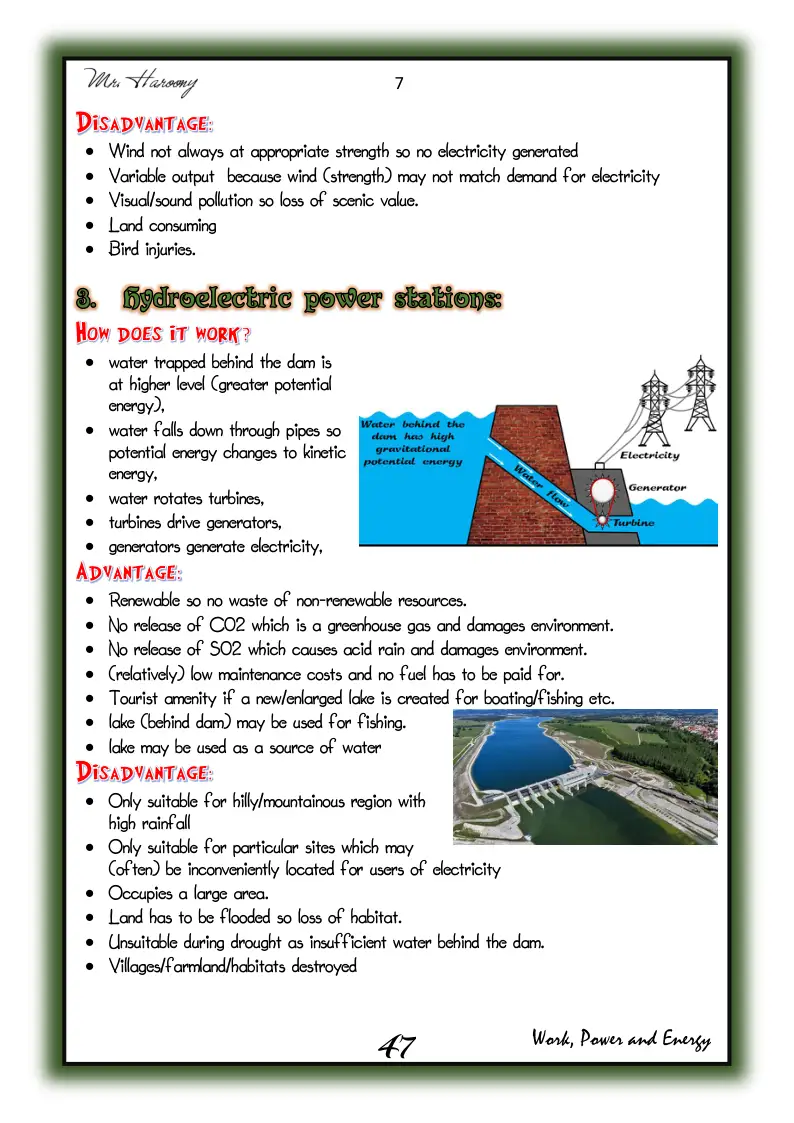 Mr. Haroony
7
Disadvantage:
• Wind not always at appropriate strength so no electricity generated
• Variable output because wind (strength) may not match demand for electricity
• Visual/sound pollution so loss of scenic value.
• Land consuming
• Bird injuries.
3. Hydroelectric power stations:
How does it work?
• water trapped behind the dam is
at higher level (greater potential
energy),
• water falls down through pipes so
potential energy changes to kinetic
energy,
• water rotates turbines,
• turbines drive generators,
• generators generate electricity,
Water behind the
dam has high
gravitational
potential energy
Water flow
Electricity
Generator
Turbine
Advantage:
• Renewable so no waste of non-renewable resources.
• No release of CO2 which is a greenhouse gas and damages environment.
• No release of SO2 which causes acid rain and damages environment.
• (relatively) low maintenance costs and no fuel has to be paid for.
• Tourist amenity if a new/enlarged lake is created for boating/fishing etc.
• lake (behind dam) may be used for fishing.
• lake may be used as a source of water
Disadvantage:
• Only suitable for hilly/mountainous region with
high rainfall
• Only suitable for particular sites which may
(often) be inconveniently located for users of electricity
• Occupies a large area.
• Land has to be flooded so loss of habitat.
• Unsuitable during drought as insufficient water behind the dam.
• Villages/farmland/habitats destroyed
47
Work, Power and Energy